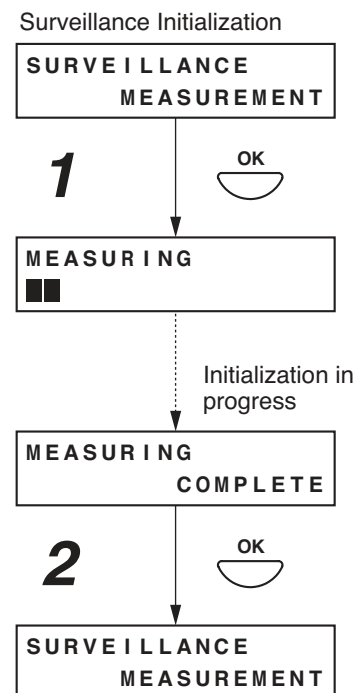 Surveillance Initialization
SURVEILLANCE
MEASUREMENT
1
OK
MEASURING
Initialization in
progress
MEASURING
COMPLETE
2
OK
SURVEILLANCE
MEASUREMENT